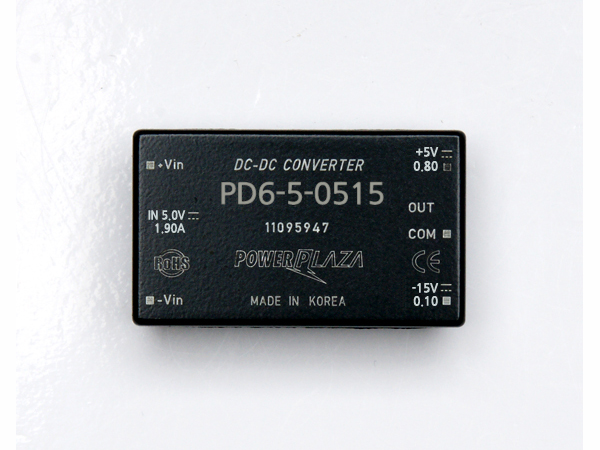 +Vin
DC-DC CONVERTER
+5V
0.80
PD6-5-0515
IN 5.0V
1.90A
11095947
OUT
COM
RoHS
POWERPLAZA
CE
-Vin
MADE IN KOREA
-15V
0.10